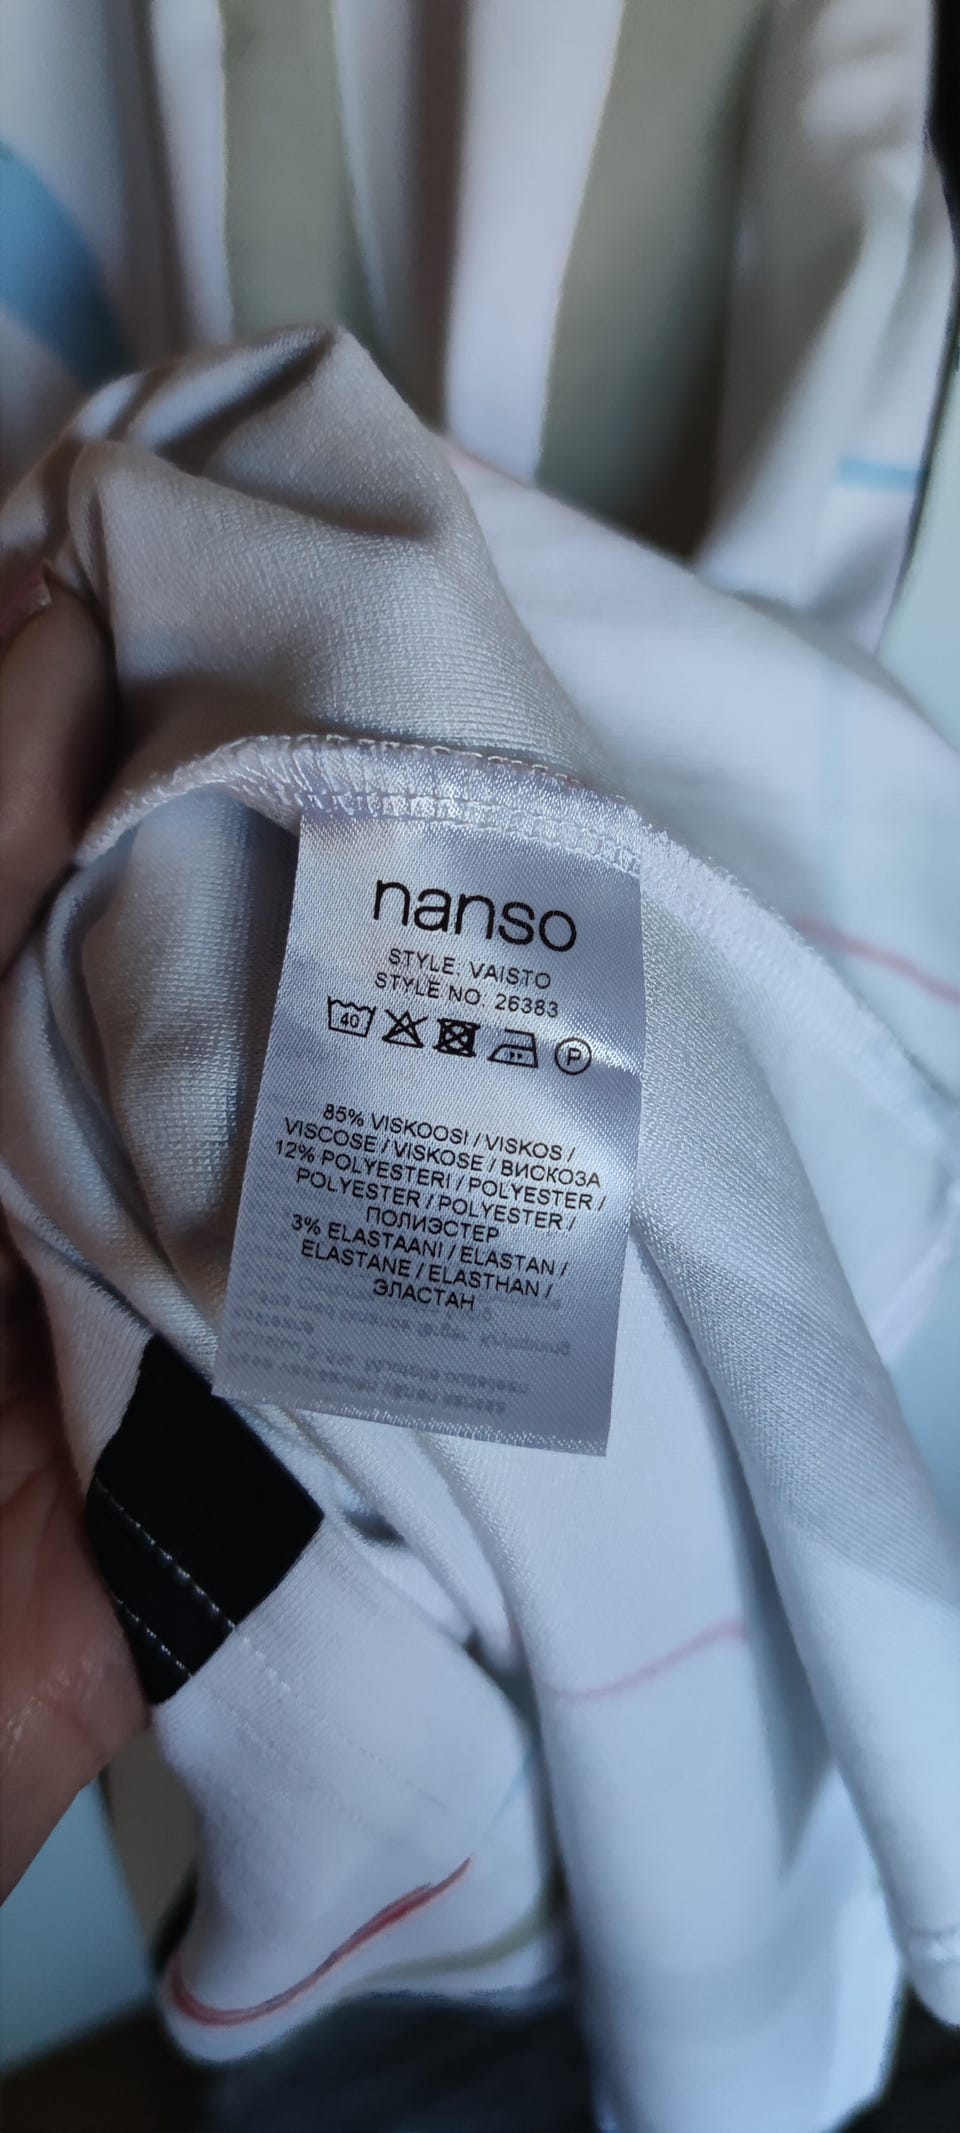 nanso
STYLE: VAISTO
STYLE NO. 26383
40
P
85% VISKOOSI / VISKOS /
VISCOSE / VISKOSE / ВИСКОЗА
12% POLYESTERI / POLYESTER /
POLYESTER / POLYESTER /
ПОЛИЭСТЕР
3% ELASTAANI / ELASTAN /
ELASTANE / ELASTHAN /
ЭЛАСТАН